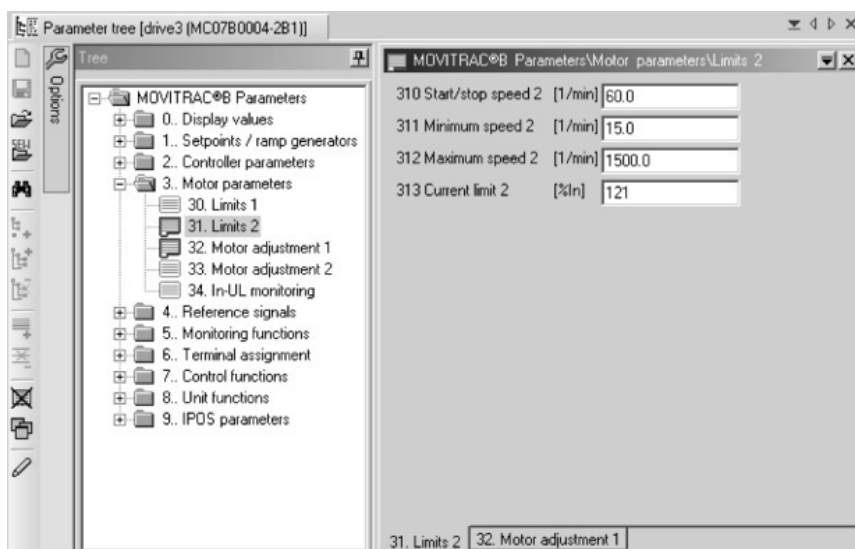 Parameter tree [drive3 (MC07B0004-2B1)]
Options
Tree
MOVITRAC®B Parameters
0.. Display values
1.. Setpoints / ramp generators
2.. Controller parameters
3.. Motor parameters
30. Limits 1
31. Limits 2
32. Motor adjustment 1
33. Motor adjustment 2
34. In-UL monitoring
4.. Reference signals
5.. Monitoring functions
6.. Terminal assignment
7.. Control functions
8.. Unit functions
9.. IPOS parameters
MOVITRAC®B Parameters\Motor parameters\Limits 2
310 Start/stop speed 2 [1/min] 60.0
311 Minimum speed 2 [1/min] 15.0
312 Maximum speed 2 [1/min] 1500.0
313 Current limit 2 [%In] 121
31. Limits 2 32. Motor adjustment 1
SEW